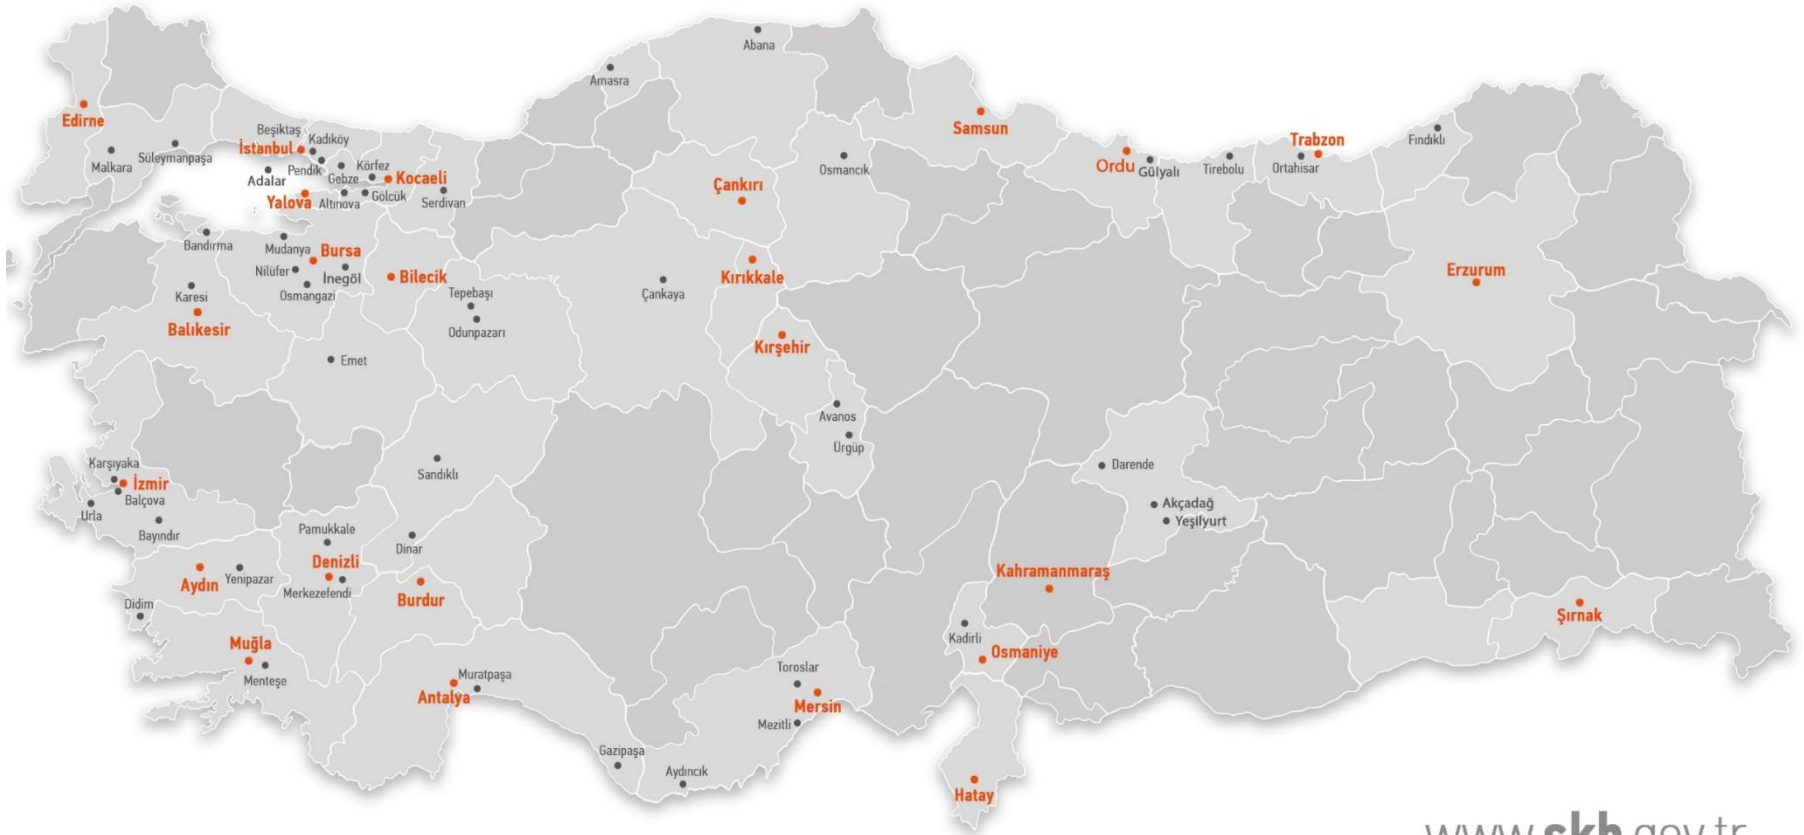 Abana
Amasra
Edirne
Samsun
Beşiktaş
Kadıköy
İstanbul
Malkara
Süleymanpaşa
Pendik
Gebze
Körfez
Kocaeli
Adalar
Yalova
Altınova
Gölcük
Serdivan
Osmancık
Çankırı
Ordu
Gülyalı
Tirebolu
Trabzon
Ortahisar
Fındıklı
Bandırma
Mudanya
Bursa
Nilüfer
İnegöl
Osmangazi
Bilecik
Karesi
Balıkesir
Tepebaşı
Odunpazarı
Çankaya
Kırıkkale
Erzurum
Emet
Kırşehir
Avanos
Ürgüp
Karşıyaka
İzmir
Balçova
Urla
Bayındır
Sandıklı
Darende
Akçadağ
Yeşilyurt
Pamukkale
Denizli
Merkezefendi
Dinar
Burdur
Aydın
Yenipazar
Didim
Muğla
Menteşe
Kahramanmaraş
Şırnak
Kadirli
Osmaniye
Muratpaşa
Antalya
Toroslar
Mersin
Mezitli
Gazipaşa
Aydıncık
Hatay
www.skb.gov.tr